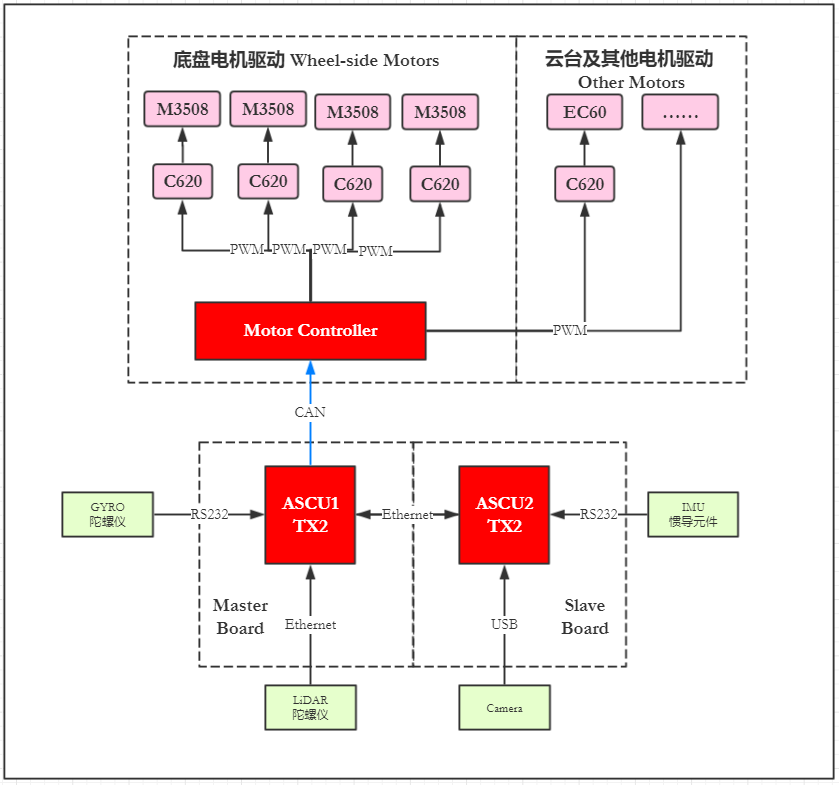 底盘电机驱动 Wheel-side Motors
云台及其他电机驱动
Other Motors
M3508
M3508
M3508
M3508
EC60
......
C620
C620
C620
C620
C620
PWM
PWM
PWM
PWM
Motor Controller
PWM
CAN
GYRO
陀螺仪
RS232
ASCU1
TX2
Ethernet
ASCU2
TX2
RS232
IMU
惯导元件
Master
Board
Ethernet
USB
Slave
Board
LiDAR
陀螺仪
Camera